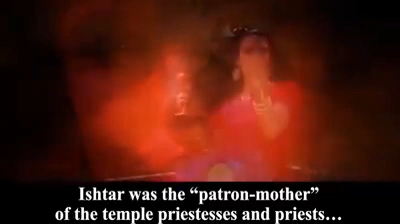 Ishtar was the “patron-mother”
of the temple priestesses and priests…